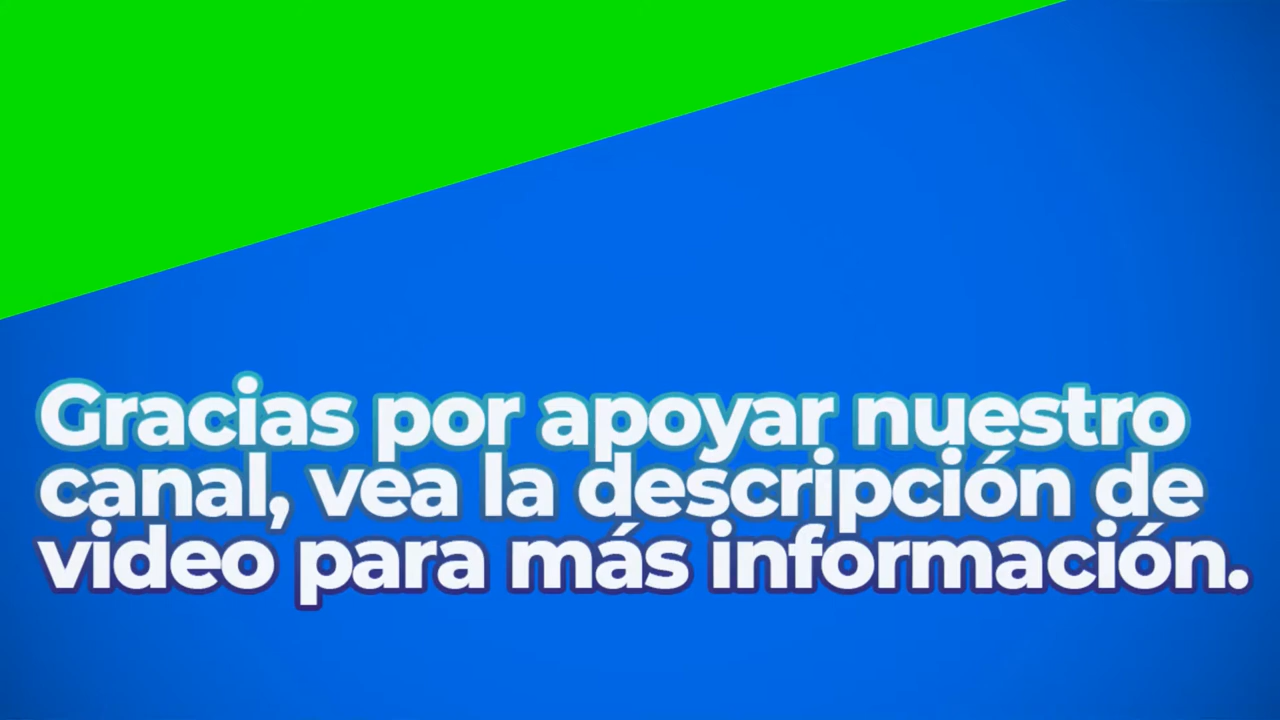 Gracias por apoyar nuestro
canal, vea la descripción de
video para más información.